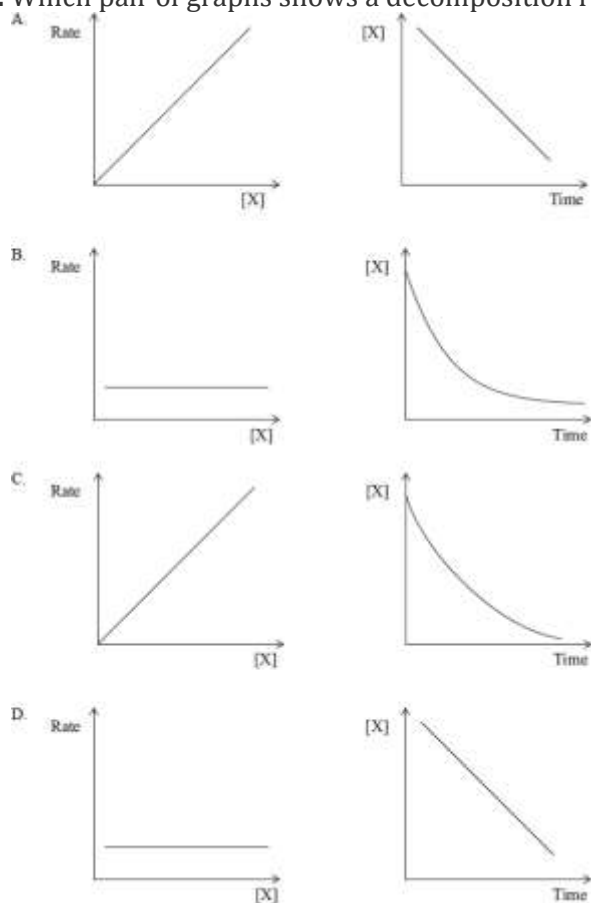 . Which pair of graphs shows a decomposition r
A.
Rate
[X]
[X]
Time
B.
Rate
[X]
[X]
Time
C.
Rate
[X]
[X]
Time
D.
Rate
[X]
[X]
Time